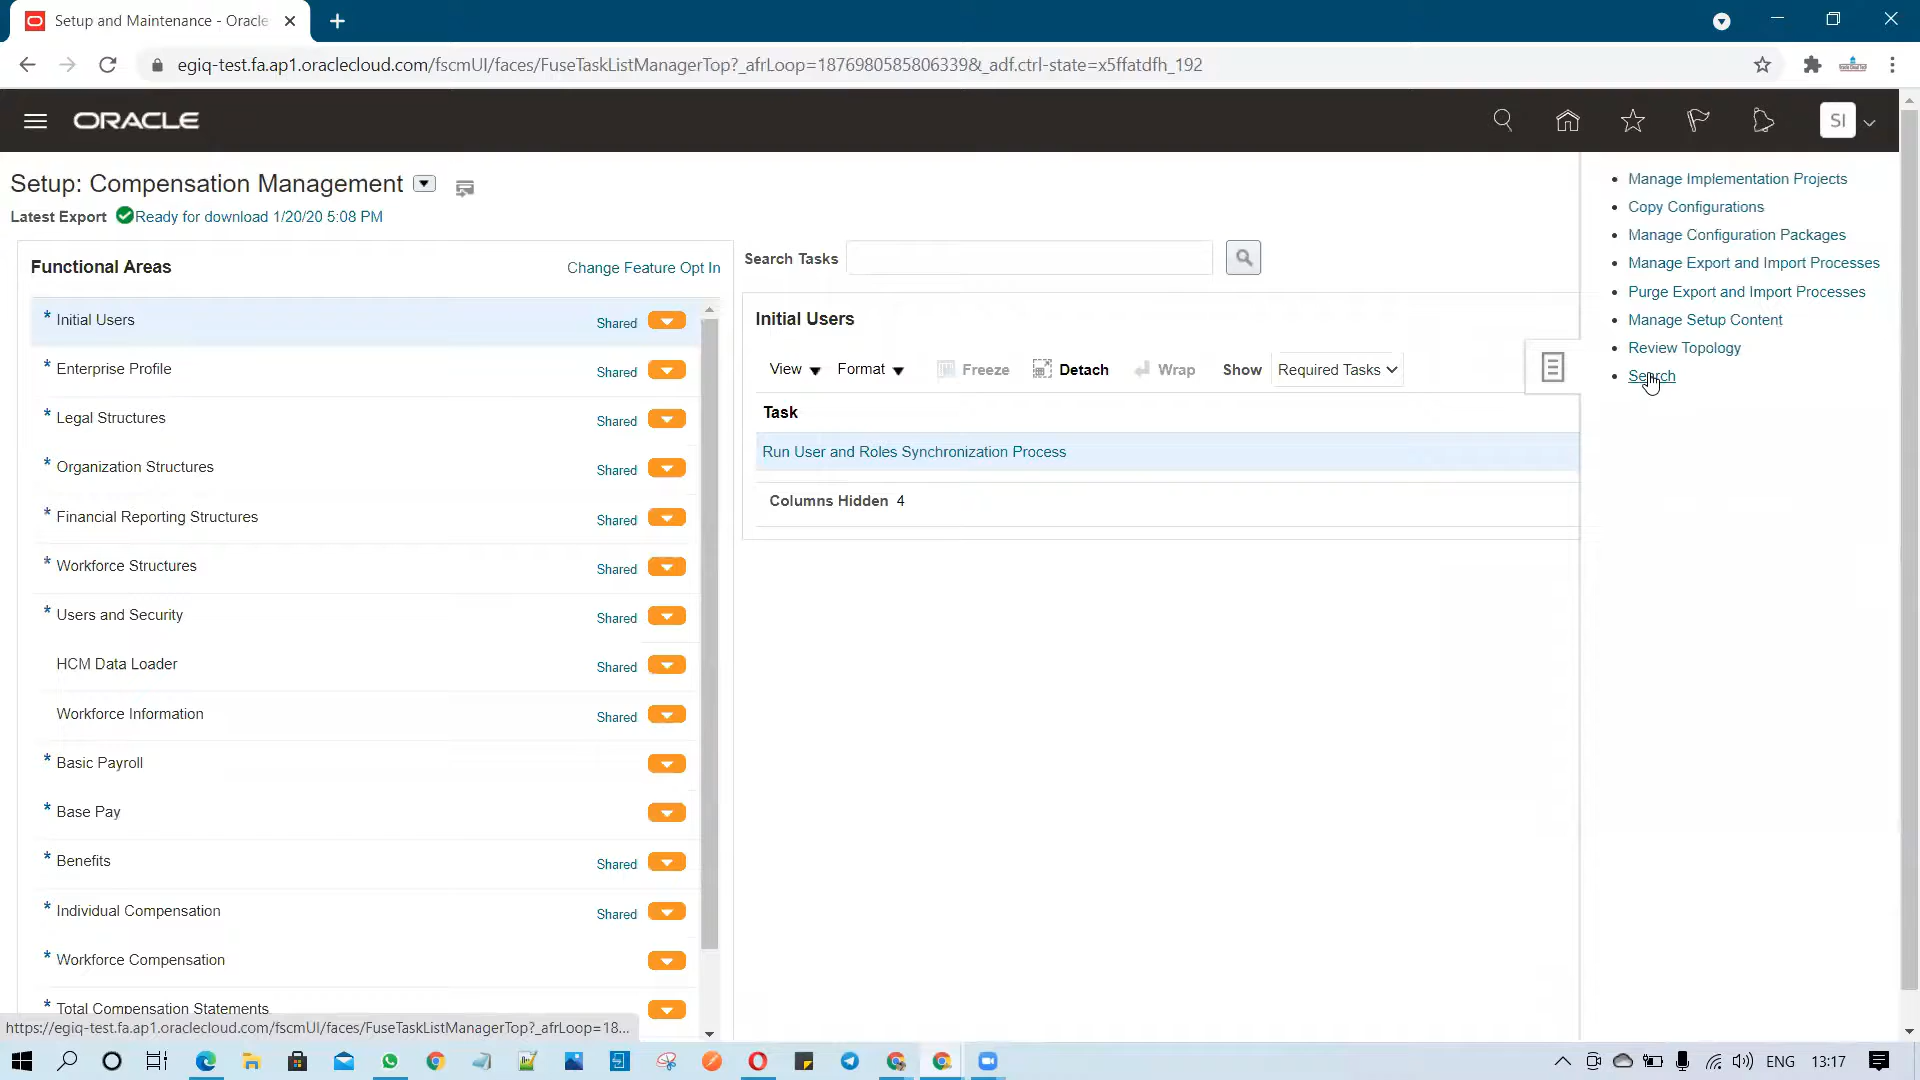 Setup and Maintenance - Oracle
egiq-test.fa.ap1.oraclecloud.com/fscmUI/faces/FuseTaskListManagerTop?_afrLoop=1876980585806339&_adf.ctrl-state=x5ffatdfh_192
ORACLE
SI
Setup: Compensation Management
Latest Export Ready for download 1/20/20 5:08 PM
Functional Areas
Change Feature Opt In
* Initial Users Shared
* Enterprise Profile Shared
* Legal Structures Shared
* Organization Structures Shared
* Financial Reporting Structures Shared
* Workforce Structures Shared
* Users and Security Shared
HCM Data Loader Shared
Workforce Information Shared
* Basic Payroll
* Base Pay
* Benefits Shared
* Individual Compensation Shared
* Workforce Compensation
* Total Compensation Statements
Search Tasks
Initial Users
View Format Freeze Detach Wrap Show Required Tasks
Task
Run User and Roles Synchronization Process
Columns Hidden 4
• Manage Implementation Projects
• Copy Configurations
• Manage Configuration Packages
• Manage Export and Import Processes
• Purge Export and Import Processes
• Manage Setup Content
• Review Topology
• Search
https://egiq-test.fa.ap1.oraclecloud.com/fscmUI/faces/FuseTaskListManagerTop?_afrLoop=18...
ENG 13:17